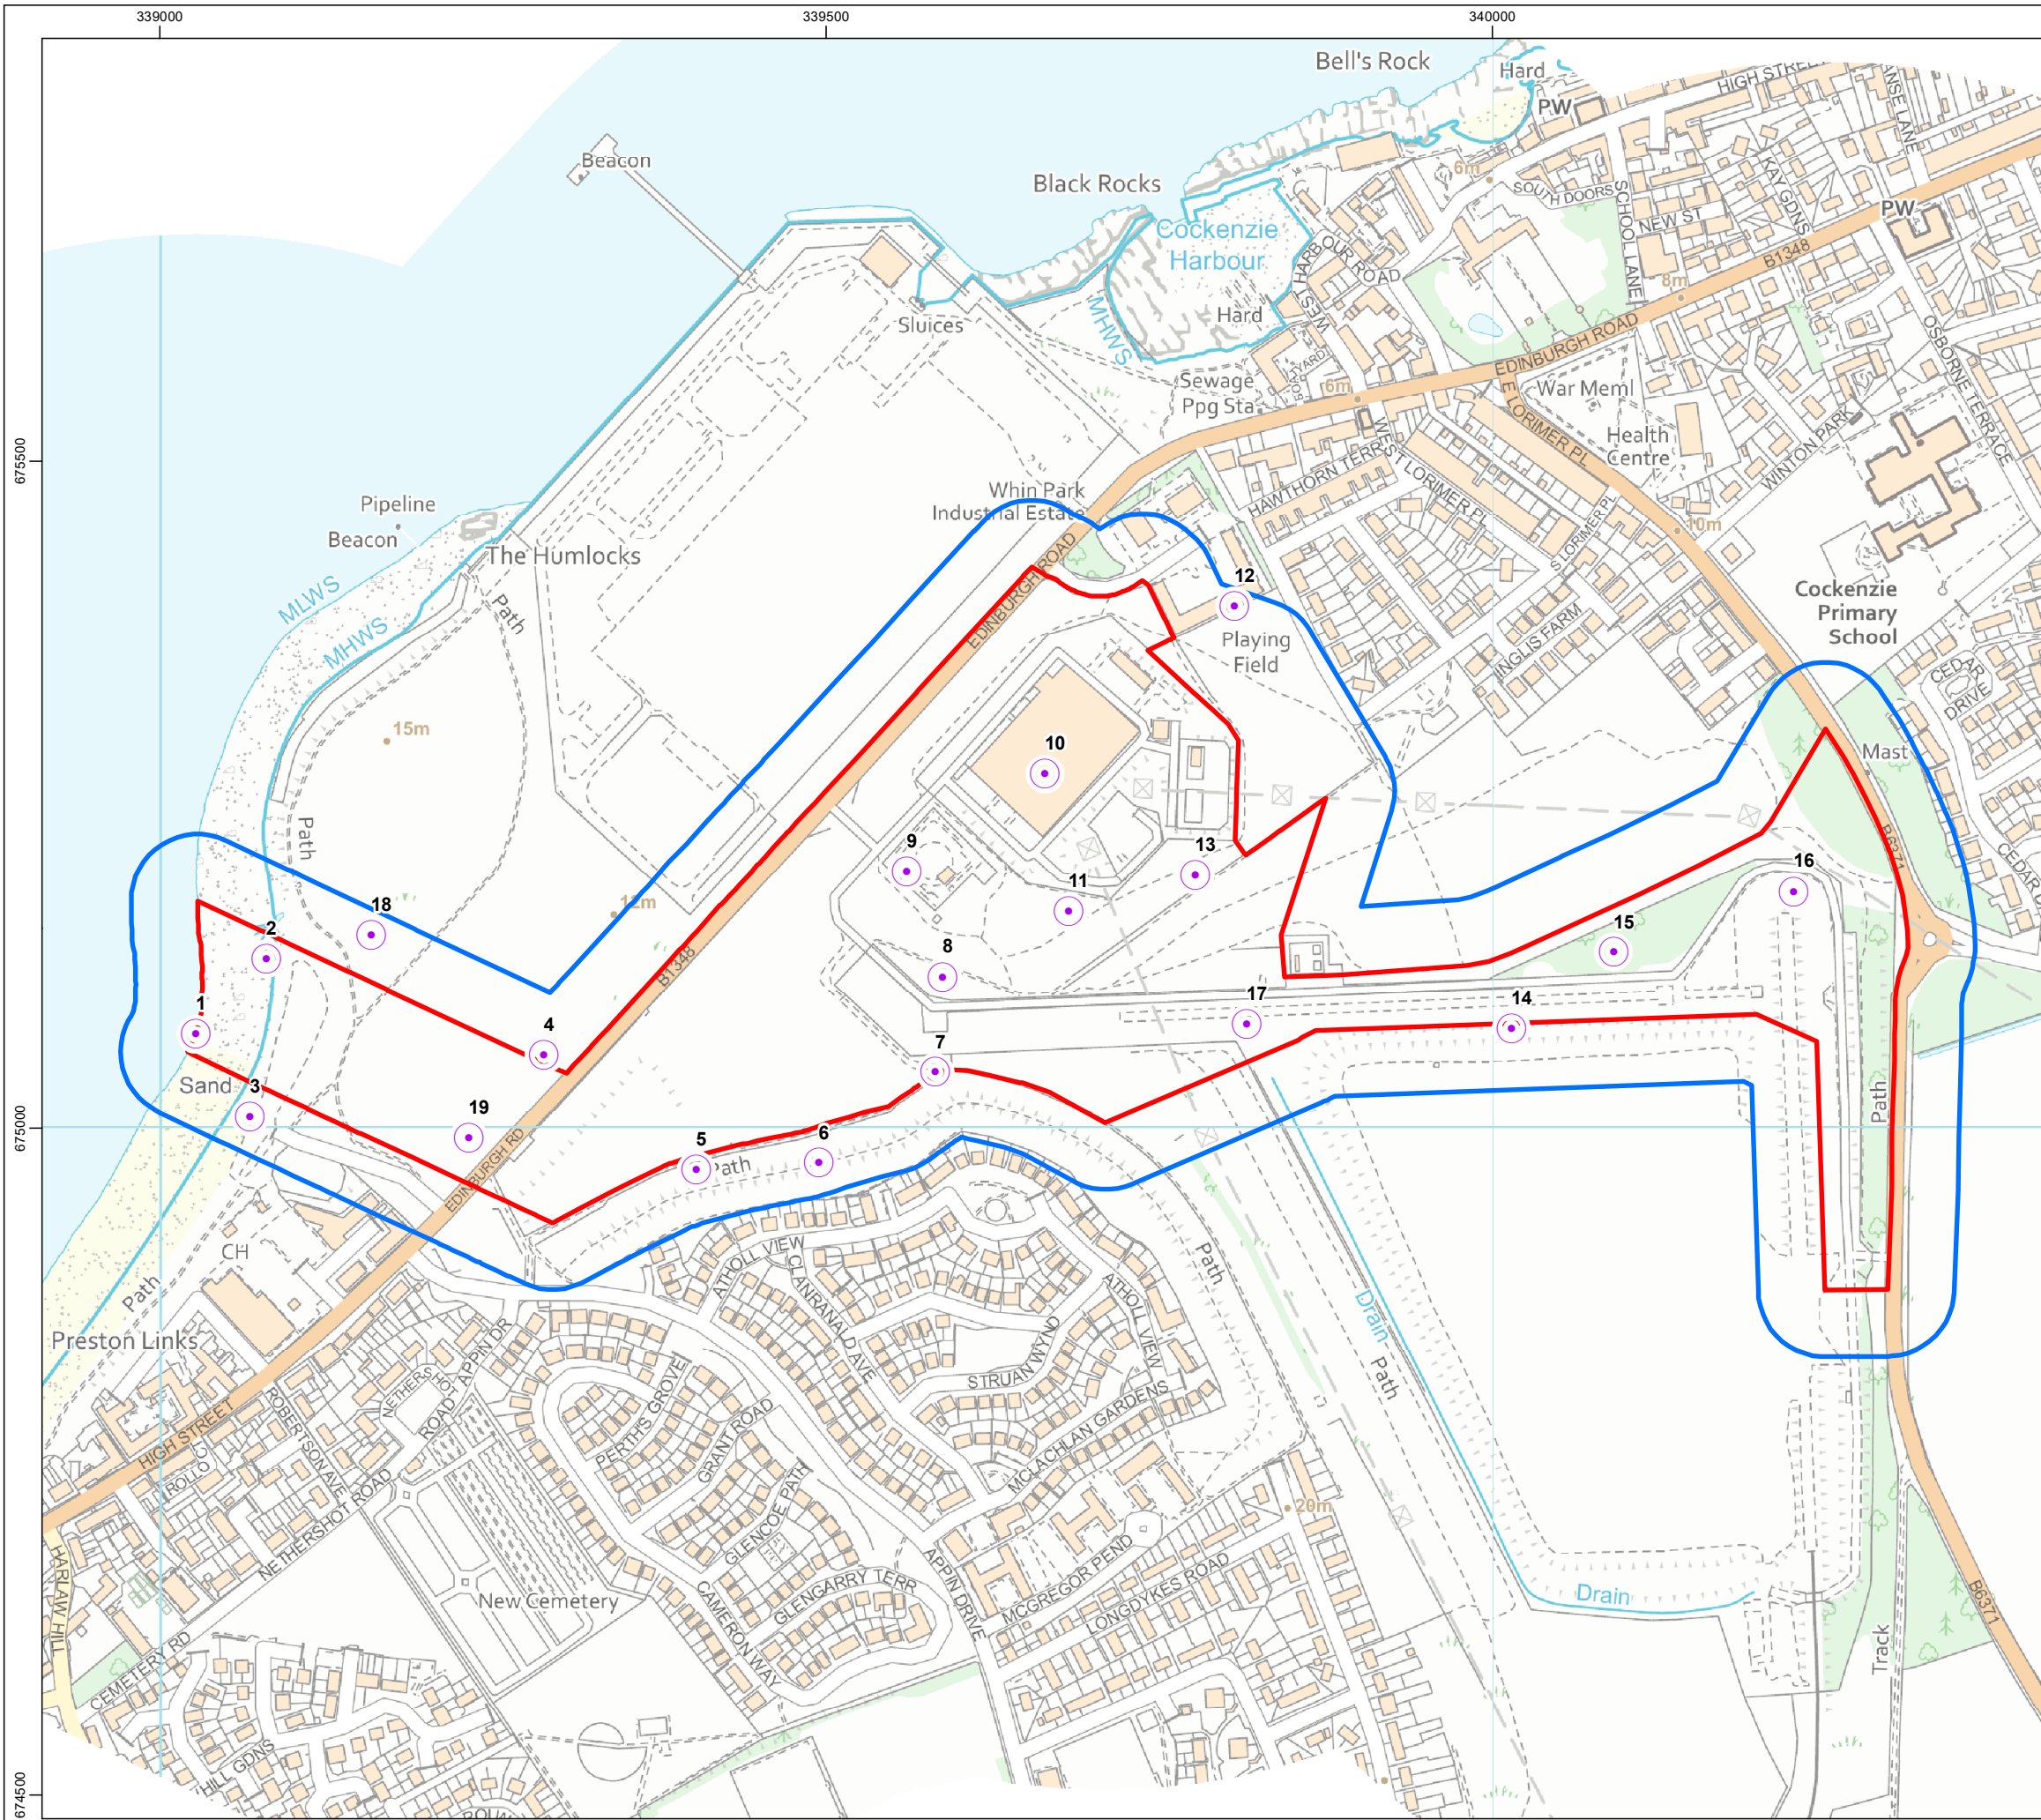 339000
339500
340000
675500
675000
674500
Bell's Rock
Hard
PW
HIGH STREET
Beacon
Black Rocks
6m
SOUTH DOORS
SCHOOL LANE
NEW ST
KAY GDNS
PW
B1348
Cockenzie
Harbour
WEST HARBOUR ROAD
8m
Sluices
MHWS
Hard
EDINBURGH ROAD
OSBORNE TERRACE
Sewage
Ppg Sta
BOATYARD
6m
War Meml
E LORIMER PL
Health
Centre
WINTON PARK
WEST LORIMER PL
HAWTHORN TERR
Whin Park
Industrial Estate
Pipeline
Beacon
The Humlocks
10m
S LORIMER PL
EDINBURGH ROAD
MLWS
MHWS
Path
12
Cockenzie
Primary
School
Playing
Field
INGLIS FARM
CEDAR
DRIVE
15m
10
Mast
Path
9
13
B6371
16
11
18
12m
2
15
8
B1348
1
17
14
4
7
Sand
3
19
5
6
Path
Path
EDINBURGH RD
CH
Path
Path
ATHOLL VIEW
CLANRANALD AVE
ATHOLL VIEW
Drain
Path
Preston Links
APPIN DR
STRUAN WYND
NETHERSHOT ROAD
PERTHS GROVE
GRANT ROAD
MCLACHLAN GARDENS
ROBERTSON AVE
HIGH STREET
NETHERSHOT ROAD
GLENCOE PATH
20m
HARLAW HILL
New Cemetery
CAMERON WAY
GLENGARRY TERR
APPIN DRIVE
MCGREGOR PEND
LONGDYKES ROAD
Drain
B6371
CEMETERY RD
Track
HILL GDNS